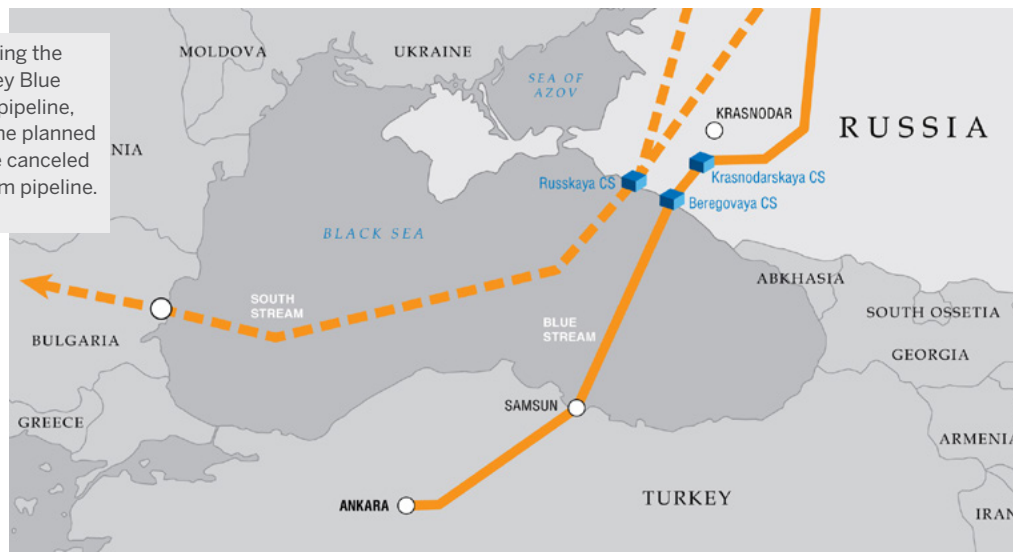 ing the
ey Blue
pipeline,
ne planned
e canceled
m pipeline.
MOLDOVA
UKRAINE
SEA OF
AZOV
KRASNODAR
RUSSIA
NIA
Russkaya CS
Krasnodarskaya CS
Beregovaya CS
BLACK SEA
ABKHASIA
SOUTH
STREAM
SOUTH OSSETIA
BLUE
STREAM
BULGARIA
GEORGIA
SAMSUN
GREECE
ARMENIA
ANKARA
TURKEY
IRAN